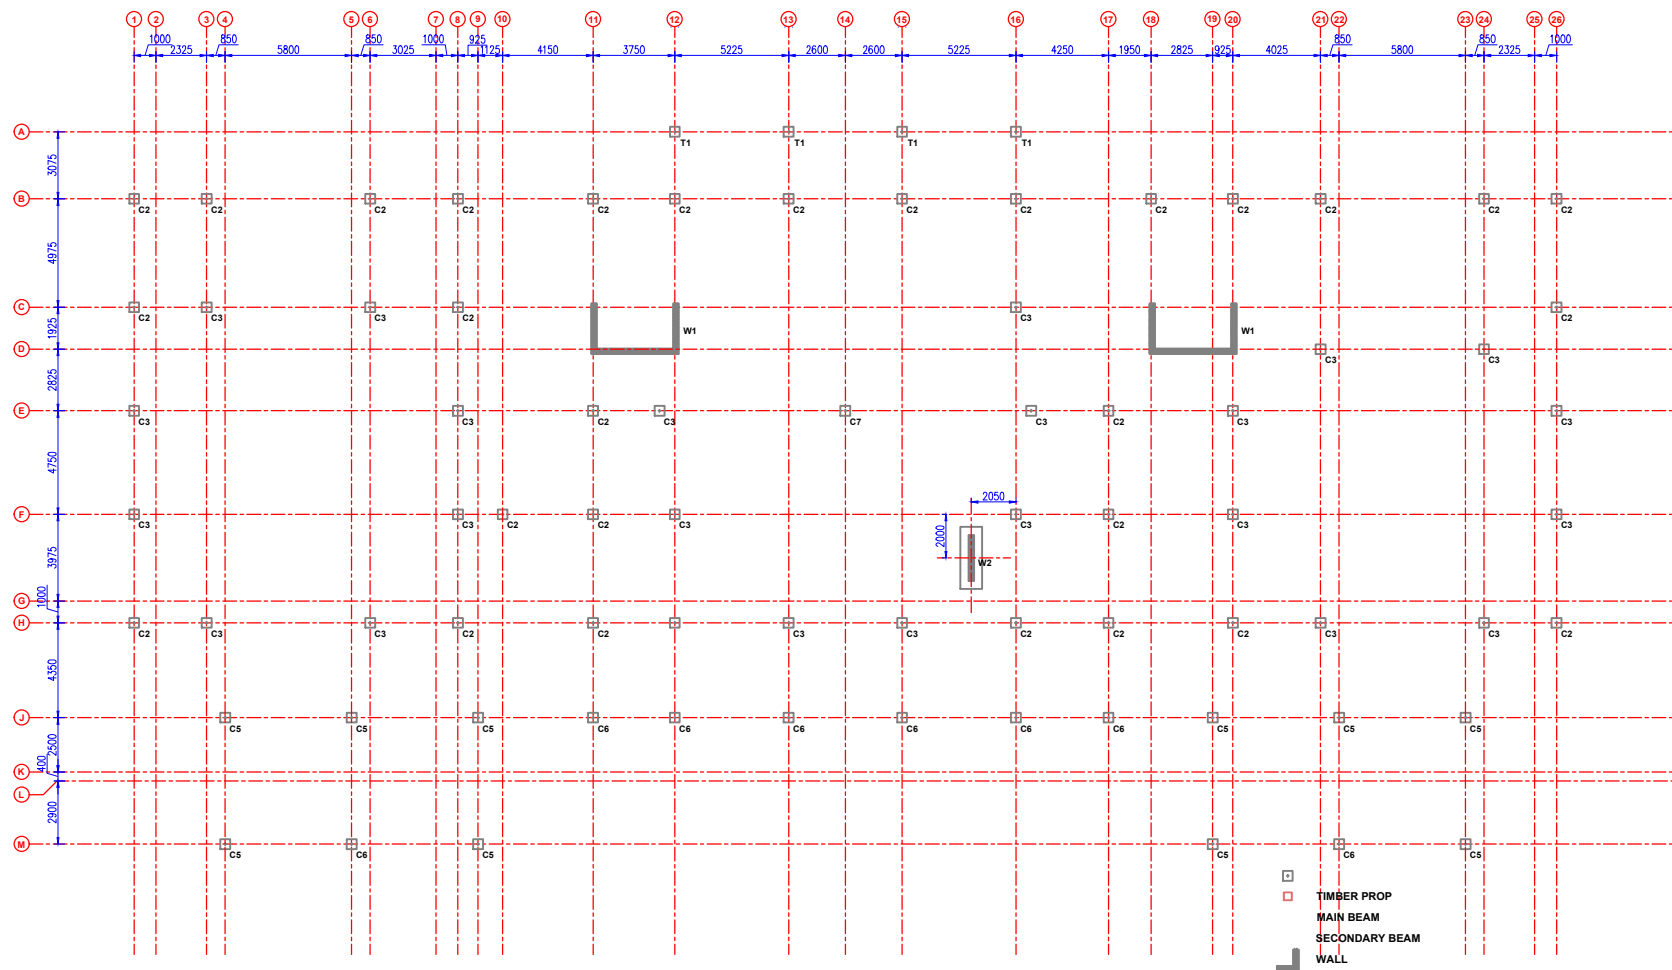 1 2 3 4 5 6 7 8 9 10 11 12 13 14 15 16 17 18 19 20 21 22 23 24 25 26
1000 850 850 1000 925 850 850 1000
2325 5800 3025 1125 4150 3750 5225 2600 2600 5225 4250 1950 2825 925 4025 5800 2325
A
T1 T1 T1 T1
3075
B
C2 C2 C2 C2 C2 C2 C2 C2 C2 C2 C2 C2 C2 C2
4975
C
C2 C3 C3 C2 C3 C2
1925
W1 W1
D
C3 C3
2825
E
C3 C3 C2 C3 C7 C3 C2 C3 C3
4750
2050
F
C3 C3 C2 C2 C3 C3 C2 C3 C3
2000
3975
W2
1000
G
H
C2 C3 C3 C2 C2 C3 C3 C2 C2 C2 C3 C3 C2
4350
J
C5 C5 C5 C6 C6 C6 C6 C6 C6 C5 C5 C5
2500
400
K
L
2900
M
C5 C6 C5 C5 C6 C5
TIMBER PROP
MAIN BEAM
SECONDARY BEAM
WALL